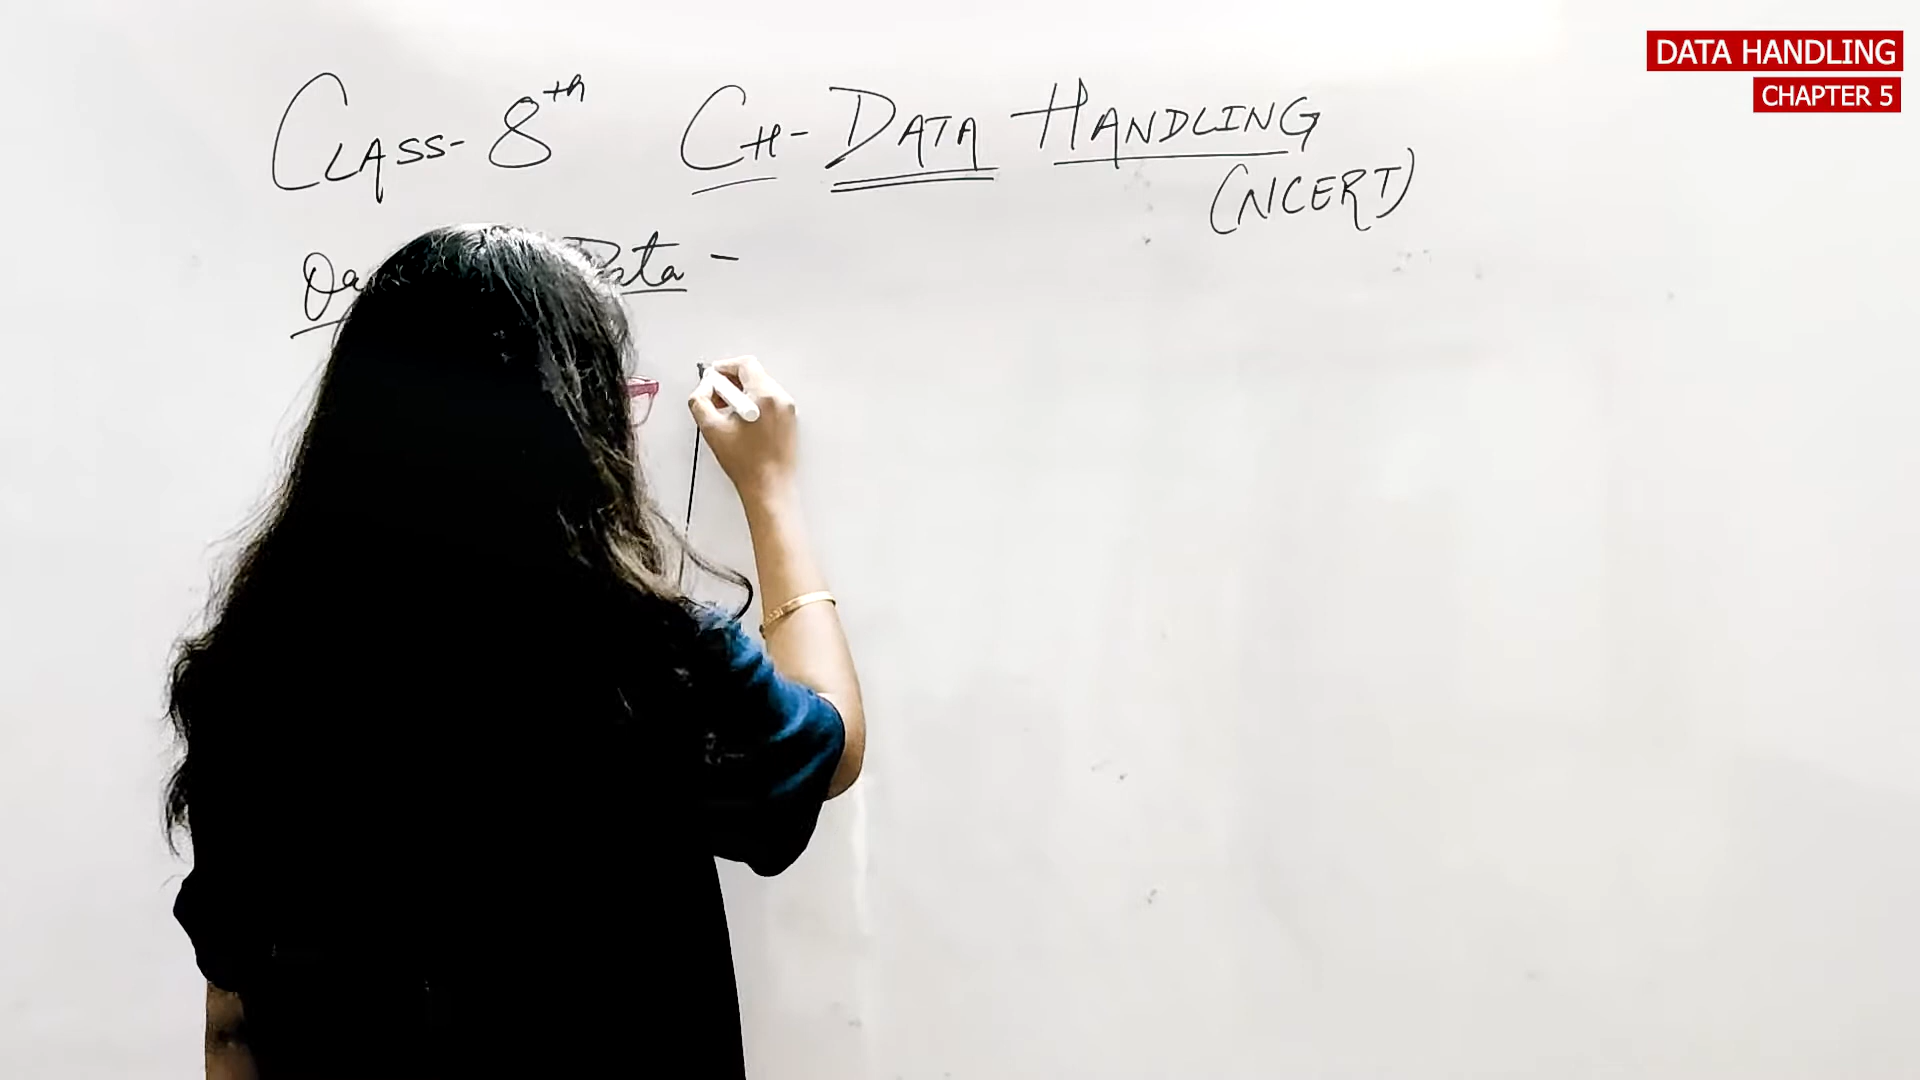 DATA HANDLING
CHAPTER 5
CLASS-8th CH-DATA HANDLING
(NCERT)
Data -